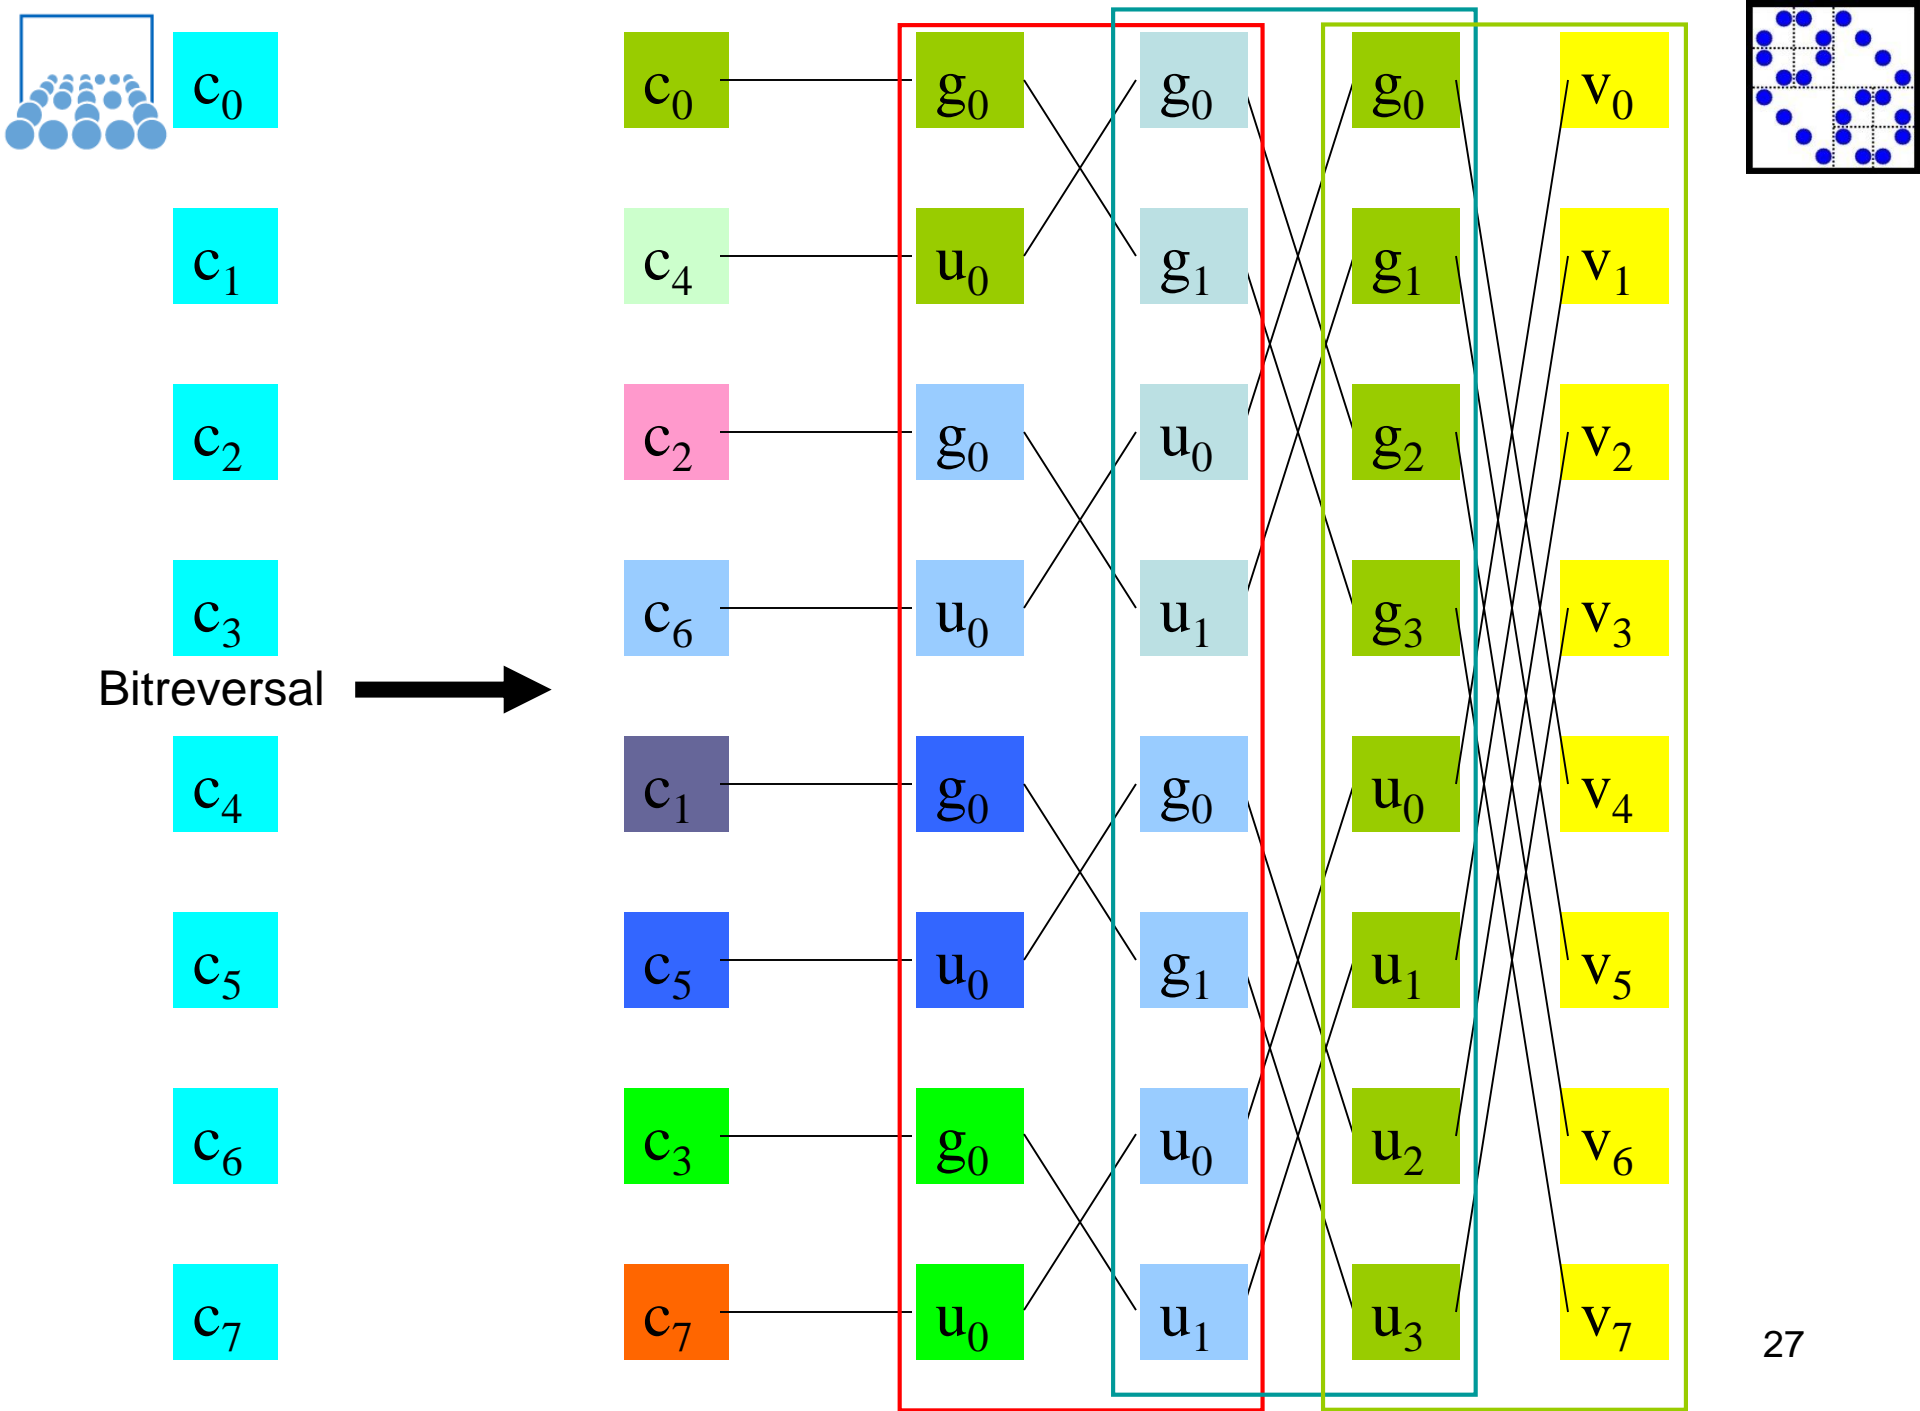 c0 c0 g0 g0 g0 v0
c1 c4 u0 g1 g1 v1
c2 c2 g0 u0 g2 v2
c3 c6 u0 u1 g3 v3
Bitreversal
c4 c1 g0 g0 u0 v4
c5 c5 u0 g1 u1 v5
c6 c3 g0 u0 u2 v6
c7 c7 u0 u1 u3 v7
27